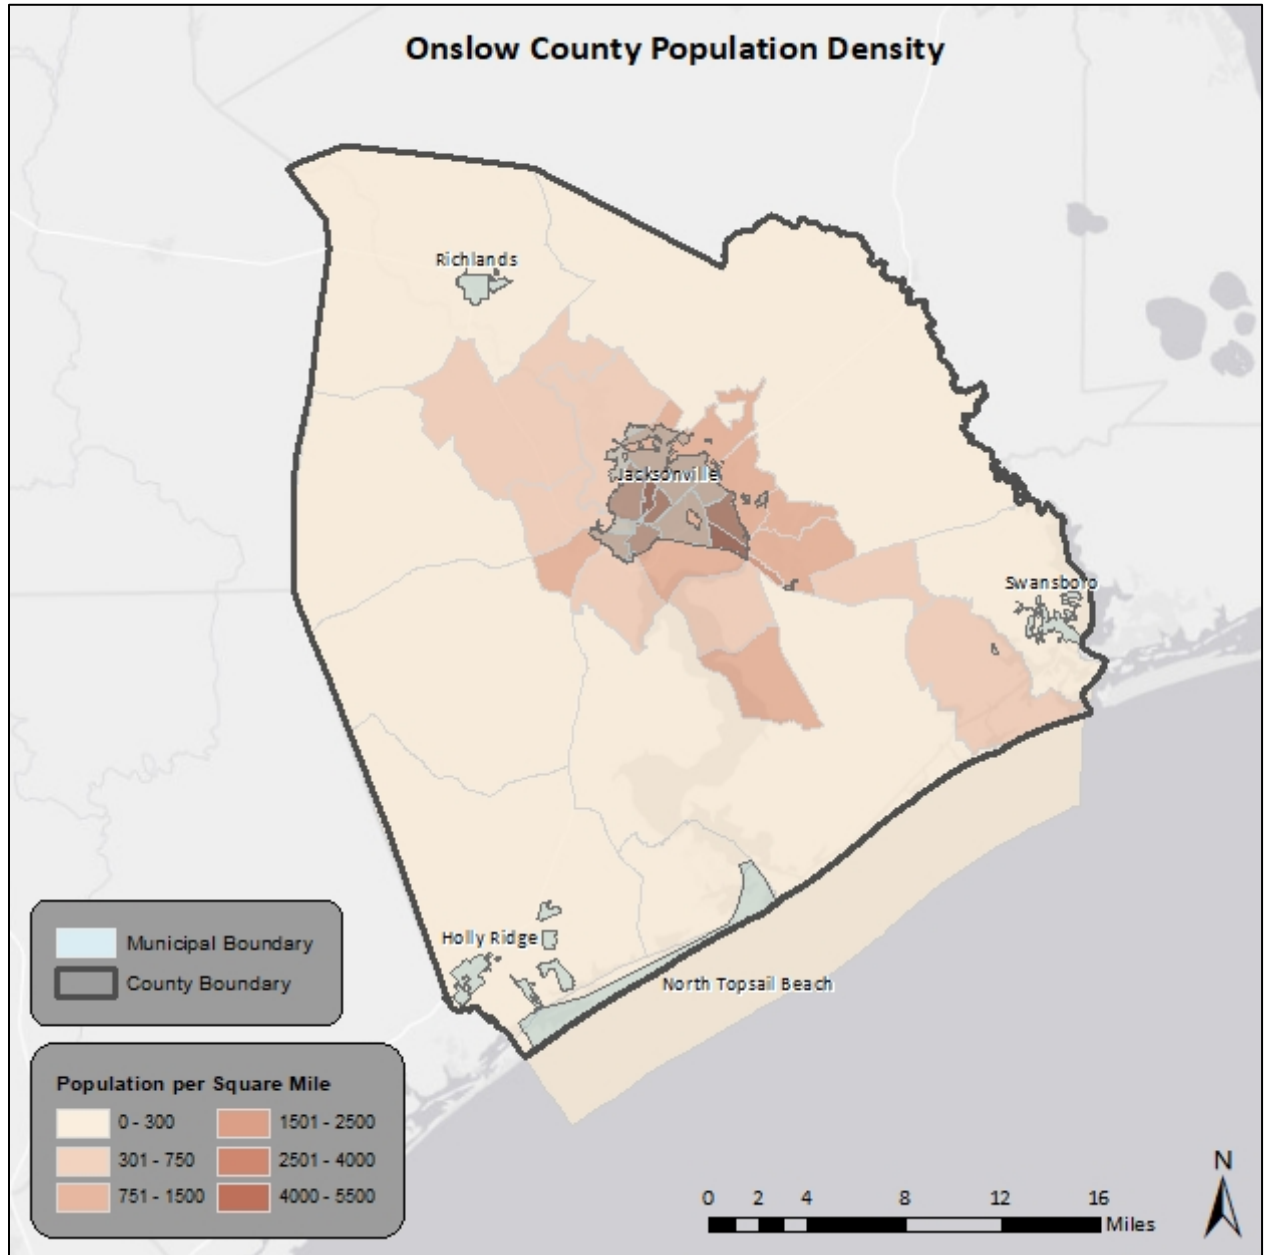 Onslow County Population Density
Richlands
Jacksonville
Swansboro
Holly Ridge
North Topsail Beach
Municipal Boundary
County Boundary
Population per Square Mile
0 - 300
1501 - 2500
301 - 750
2501 - 4000
751 - 1500
4000 - 5500
N
0 2 4 8 12 16
Miles